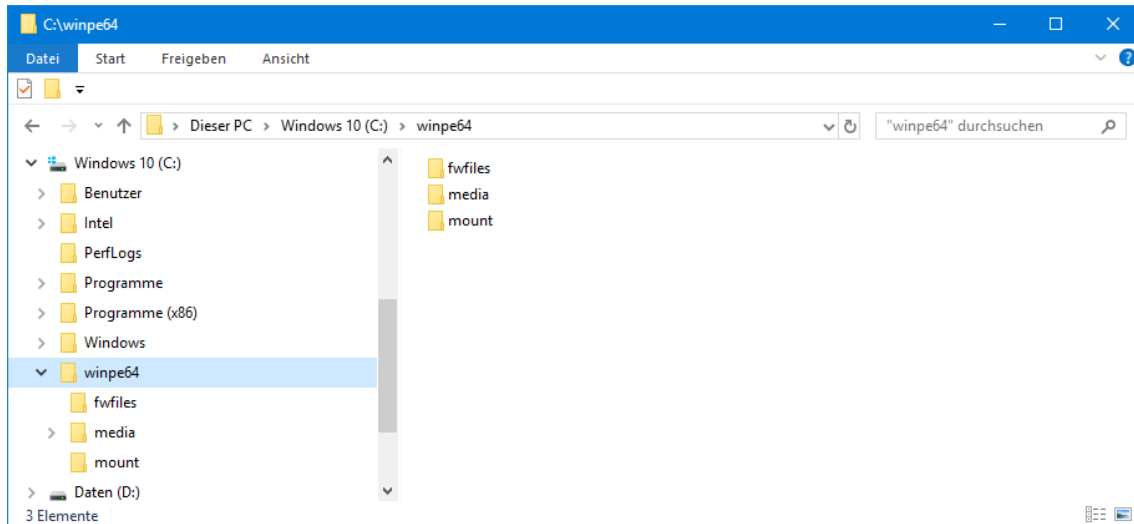 C:\winpe64
Datei Start Freigeben Ansicht ?
Dieser PC > Windows 10 (C:) > winpe64 "winpe64" durchsuchen
Windows 10 (C:)
Benutzer
Intel
PerfLogs
Programme
Programme (x86)
Windows
winpe64
fwfiles
media
mount
Daten (D:)
fwfiles
media
mount
3 Elemente